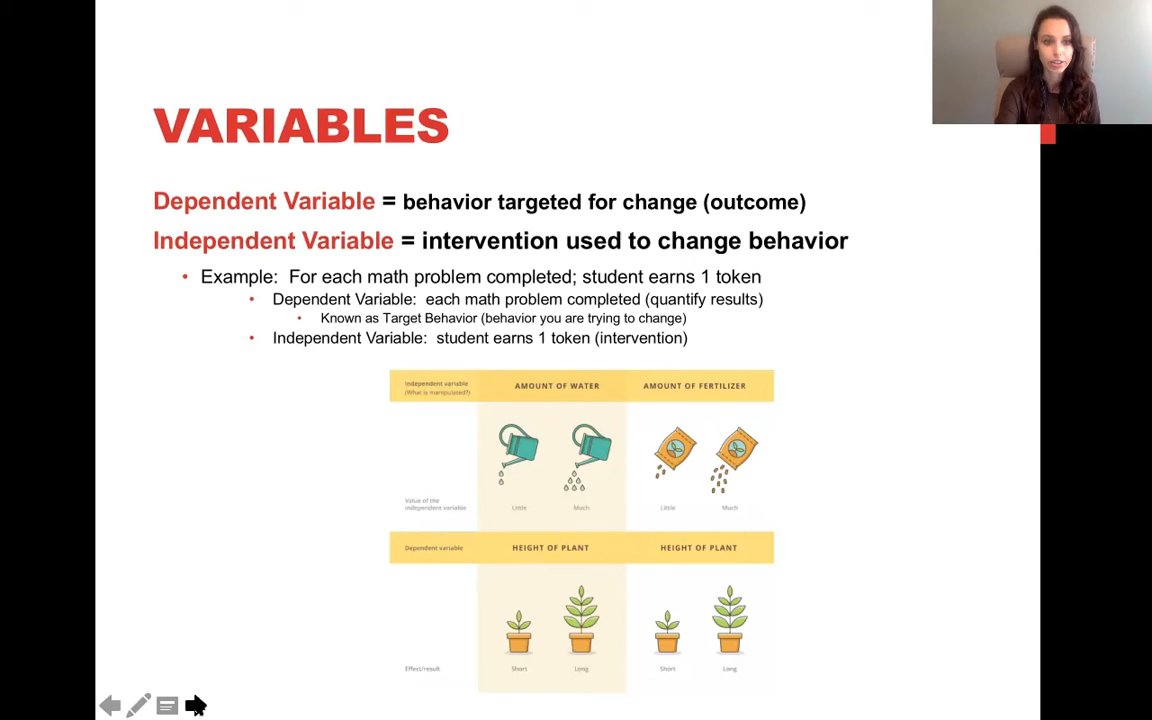 VARIABLES
Dependent Variable = behavior targeted for change (outcome)
Independent Variable = intervention used to change behavior
• Example: For each math problem completed; student earns 1 token
• Dependent Variable: each math problem completed (quantify results)
• Known as Target Behavior (behavior you are trying to change)
• Independent Variable: student earns 1 token (intervention)
Independent variable
(What is manipulated?)
AMOUNT OF WATER
AMOUNT OF FERTILIZER
Value of the
independent variable
Little
Much
Little
Much
Dependent variable
HEIGHT OF PLANT
HEIGHT OF PLANT
Effect/result
Short
Long
Short
Long